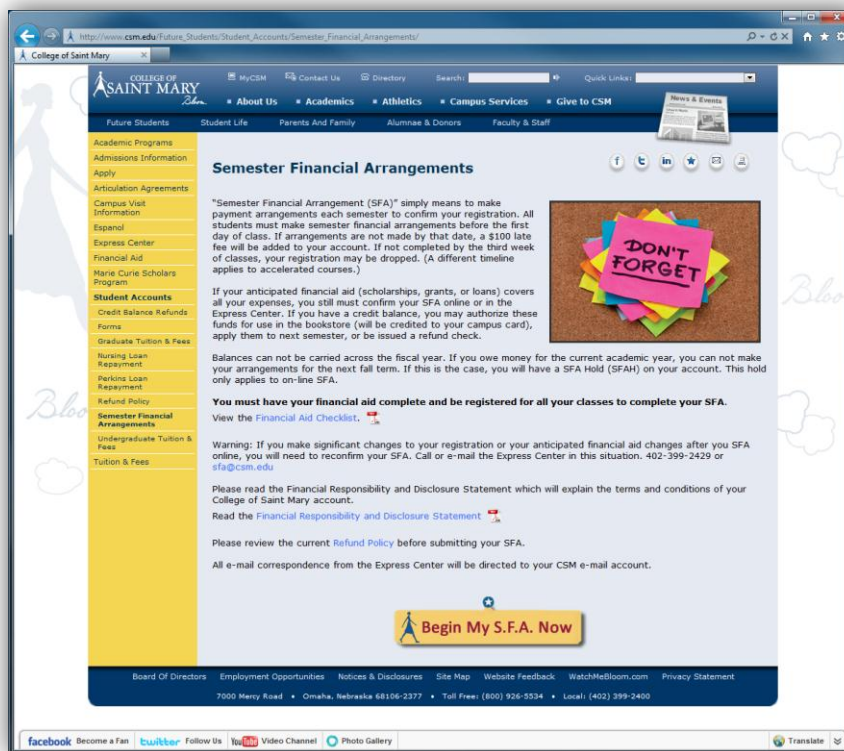 http://www.csm.edu/Future_Students/Student_Accounts/Semester_Financial_Arrangements/
College of Saint Mary
COLLEGE OF
SAINT MARY
Bloom
MyCSM Contact Us Directory Search: Quick Links:
About Us Academics Athletics Campus Services Give to CSM
News & Events
Future Students Student Life Parents And Family Alumnae & Donors Faculty & Staff
Academic Programs
Admissions Information
Apply
Articulation Agreements
Campus Visit
Information
Espanol
Express Center
Financial Aid
Marie Curie Scholars
Program
Student Accounts
Credit Balance Refunds
Forms
Graduate Tuition & Fees
Nursing Loan
Repayment
Perkins Loan
Repayment
Refund Policy
Semester Financial
Arrangements
Undergraduate Tuition &
Fees
Tuition & Fees
Semester Financial Arrangements
"Semester Financial Arrangement (SFA)" simply means to make
payment arrangements each semester to confirm your registration. All
students must make semester financial arrangements before the first
day of class. If arrangements are not made by that date, a $100 late
fee will be added to your account. If not completed by the third week
of classes, your registration may be dropped. (A different timeline
applies to accelerated courses.)
DON'T
FORGET
If your anticipated financial aid (scholarships, grants, or loans) covers
all your expenses, you still must confirm your SFA online or in the
Express Center. If you have a credit balance, you may authorize these
funds for use in the bookstore (will be credited to your campus card),
apply them to next semester, or be issued a refund check.
Balances can not be carried across the fiscal year. If you owe money for the current academic year, you can not make
your arrangements for the next fall term. If this is the case, you will have a SFA Hold (SFAH) on your account. This hold
only applies to on-line SFA.
You must have your financial aid complete and be registered for all your classes to complete your SFA.
View the Financial Aid Checklist.
Warning: If you make significant changes to your registration or your anticipated financial aid changes after you SFA
online, you will need to reconfirm your SFA. Call or e-mail the Express Center in this situation. 402-399-2429 or
sfa@csm.edu
Please read the Financial Responsibility and Disclosure Statement which will explain the terms and conditions of your
College of Saint Mary account.
Read the Financial Responsibility and Disclosure Statement
Please review the current Refund Policy before submitting your SFA.
All e-mail correspondence from the Express Center will be directed to your CSM e-mail account.
Begin My S.F.A. Now
Board Of Directors Employment Opportunities Notices & Disclosures Site Map Website Feedback WatchMeBloom.com Privacy Statement
7000 Mercy Road • Omaha, Nebraska 68106-2377 • Toll Free: (800) 926-5534 • Local: (402) 399-2400
facebook Become a Fan twitter Follow Us YouTube Video Channel Photo Gallery Translate